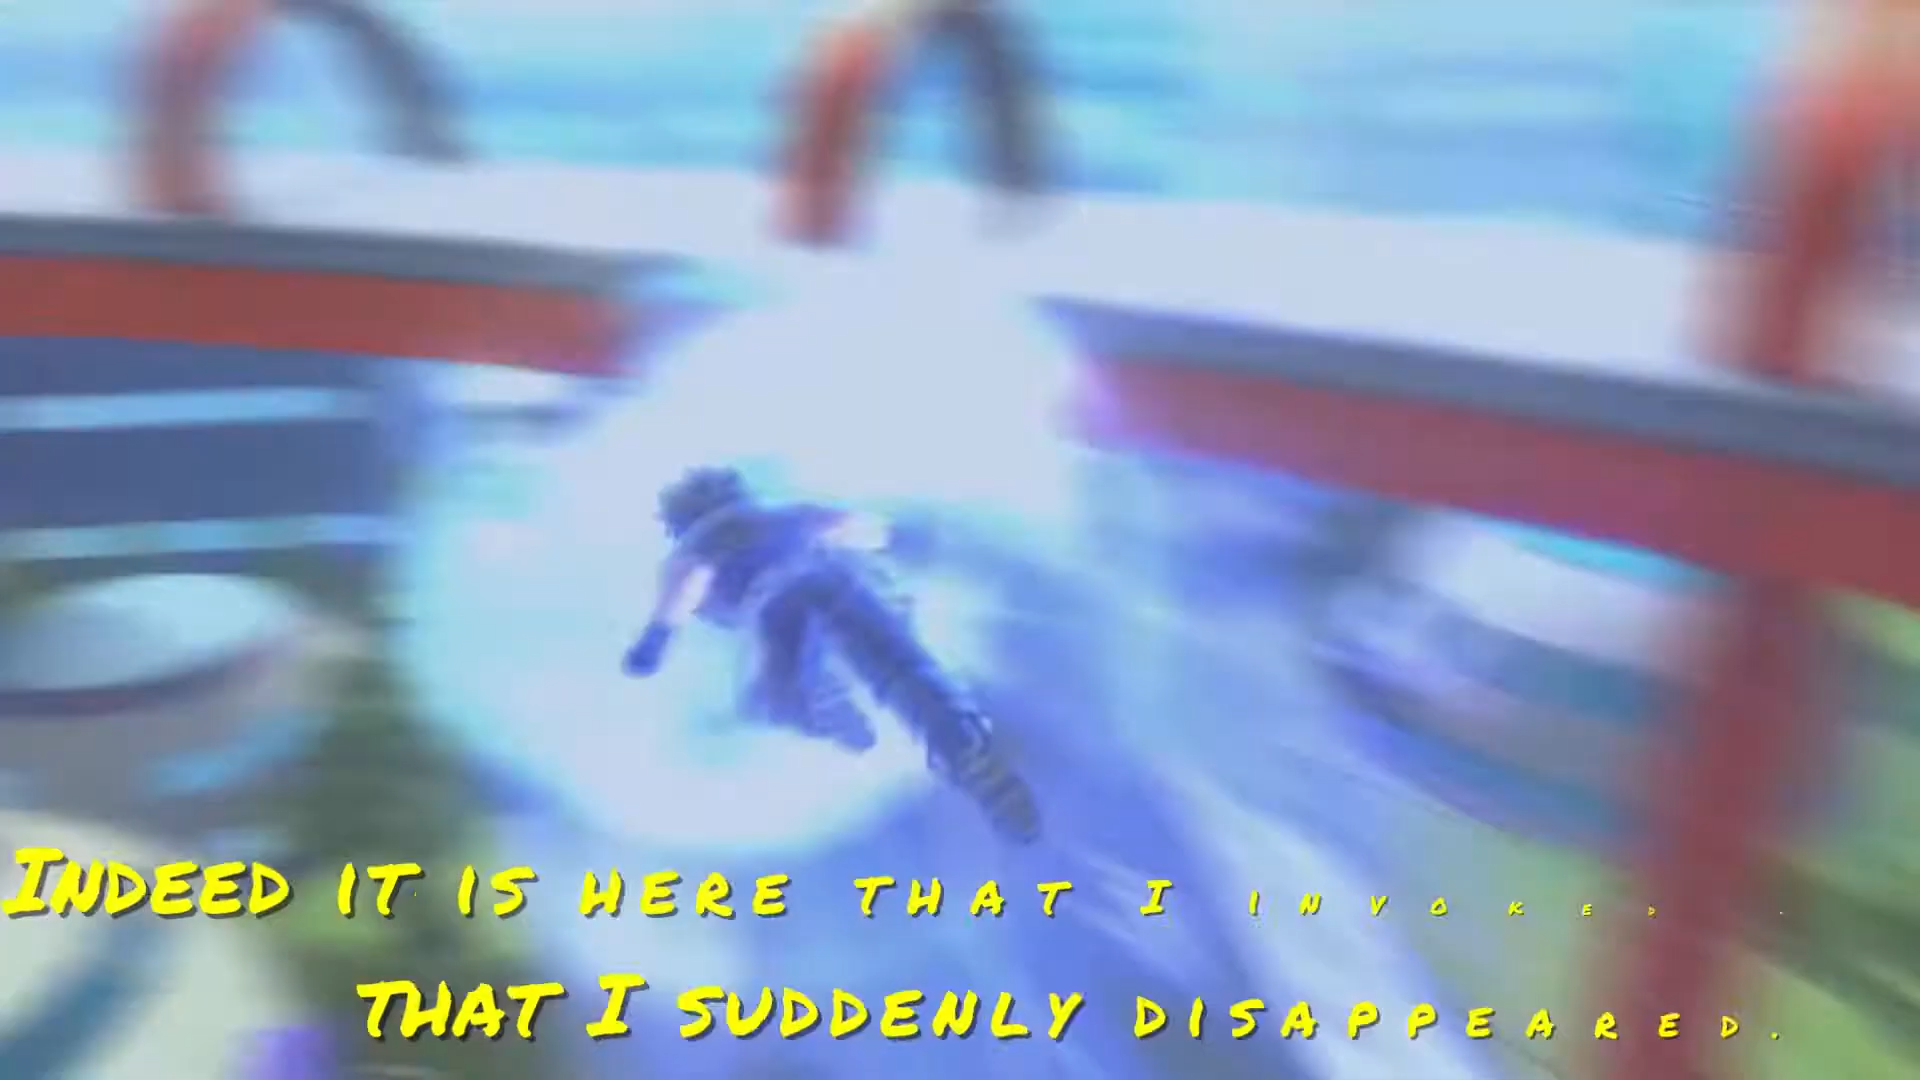 Indeed it is here that I invoked .
that I suddenly disappeared.